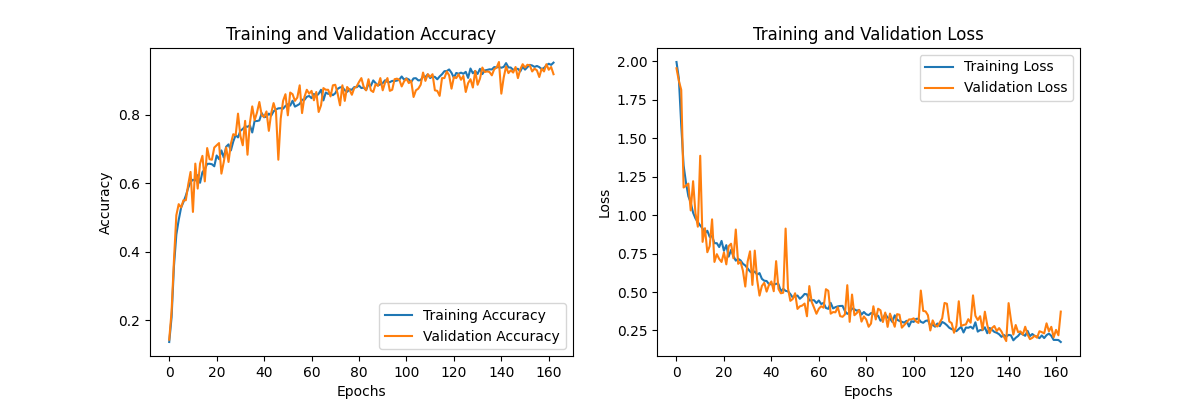 Training and Validation Accuracy
Accuracy
0.8
0.6
0.4
0.2
0 20 40 60 80 100 120 140 160
Epochs
Training Accuracy
Validation Accuracy
Training and Validation Loss
Loss
2.00
1.75
1.50
1.25
1.00
0.75
0.50
0.25
0 20 40 60 80 100 120 140 160
Epochs
Training Loss
Validation Loss